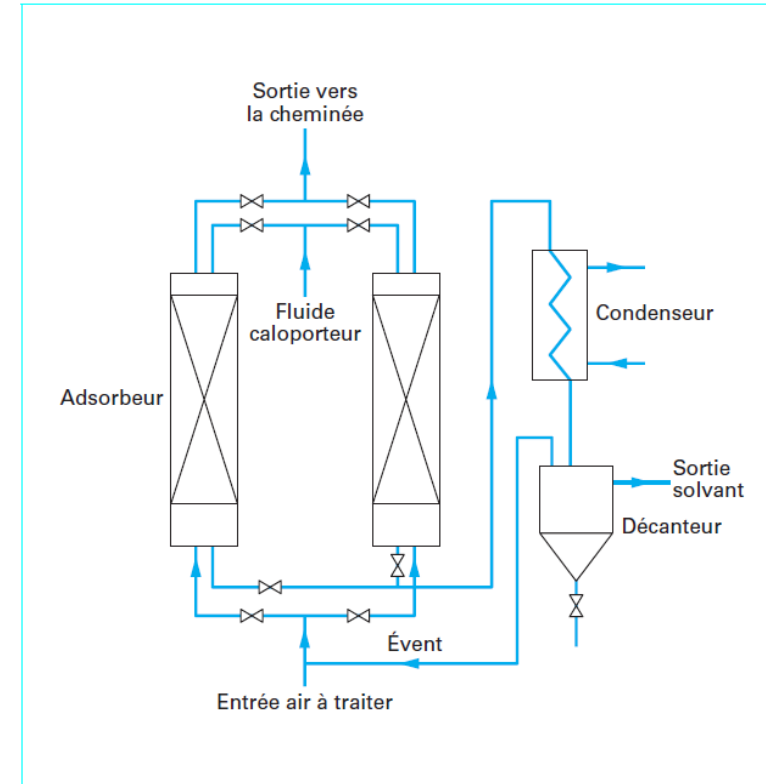 Sortie vers
la cheminée
Fluide
caloporteur
Condenseur
Adsorbeur
Sortie
solvant
Décanteur
Évent
Entrée air à traiter